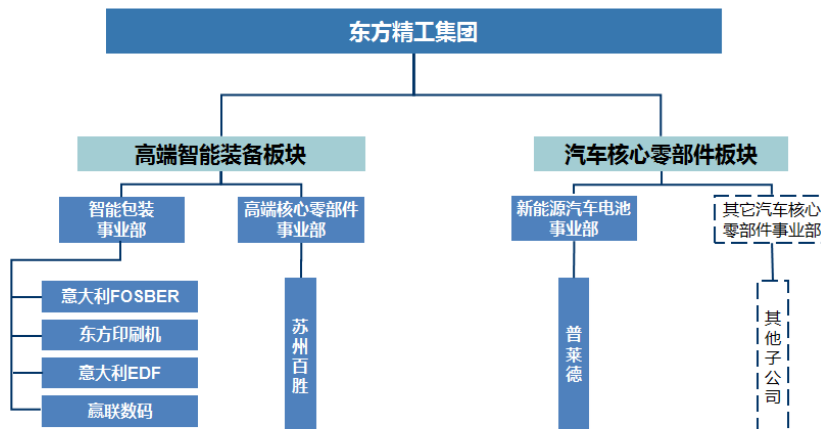 东方精工集团
高端智能装备板块
汽车核心零部件板块
智能包装
事业部
高端核心零部件
事业部
新能源汽车电池
事业部
其它汽车核心
零部件事业部
意大利FOSBER
东方印刷机
意大利EDF
赢联数码
苏州百胜
普莱德
其他子公司